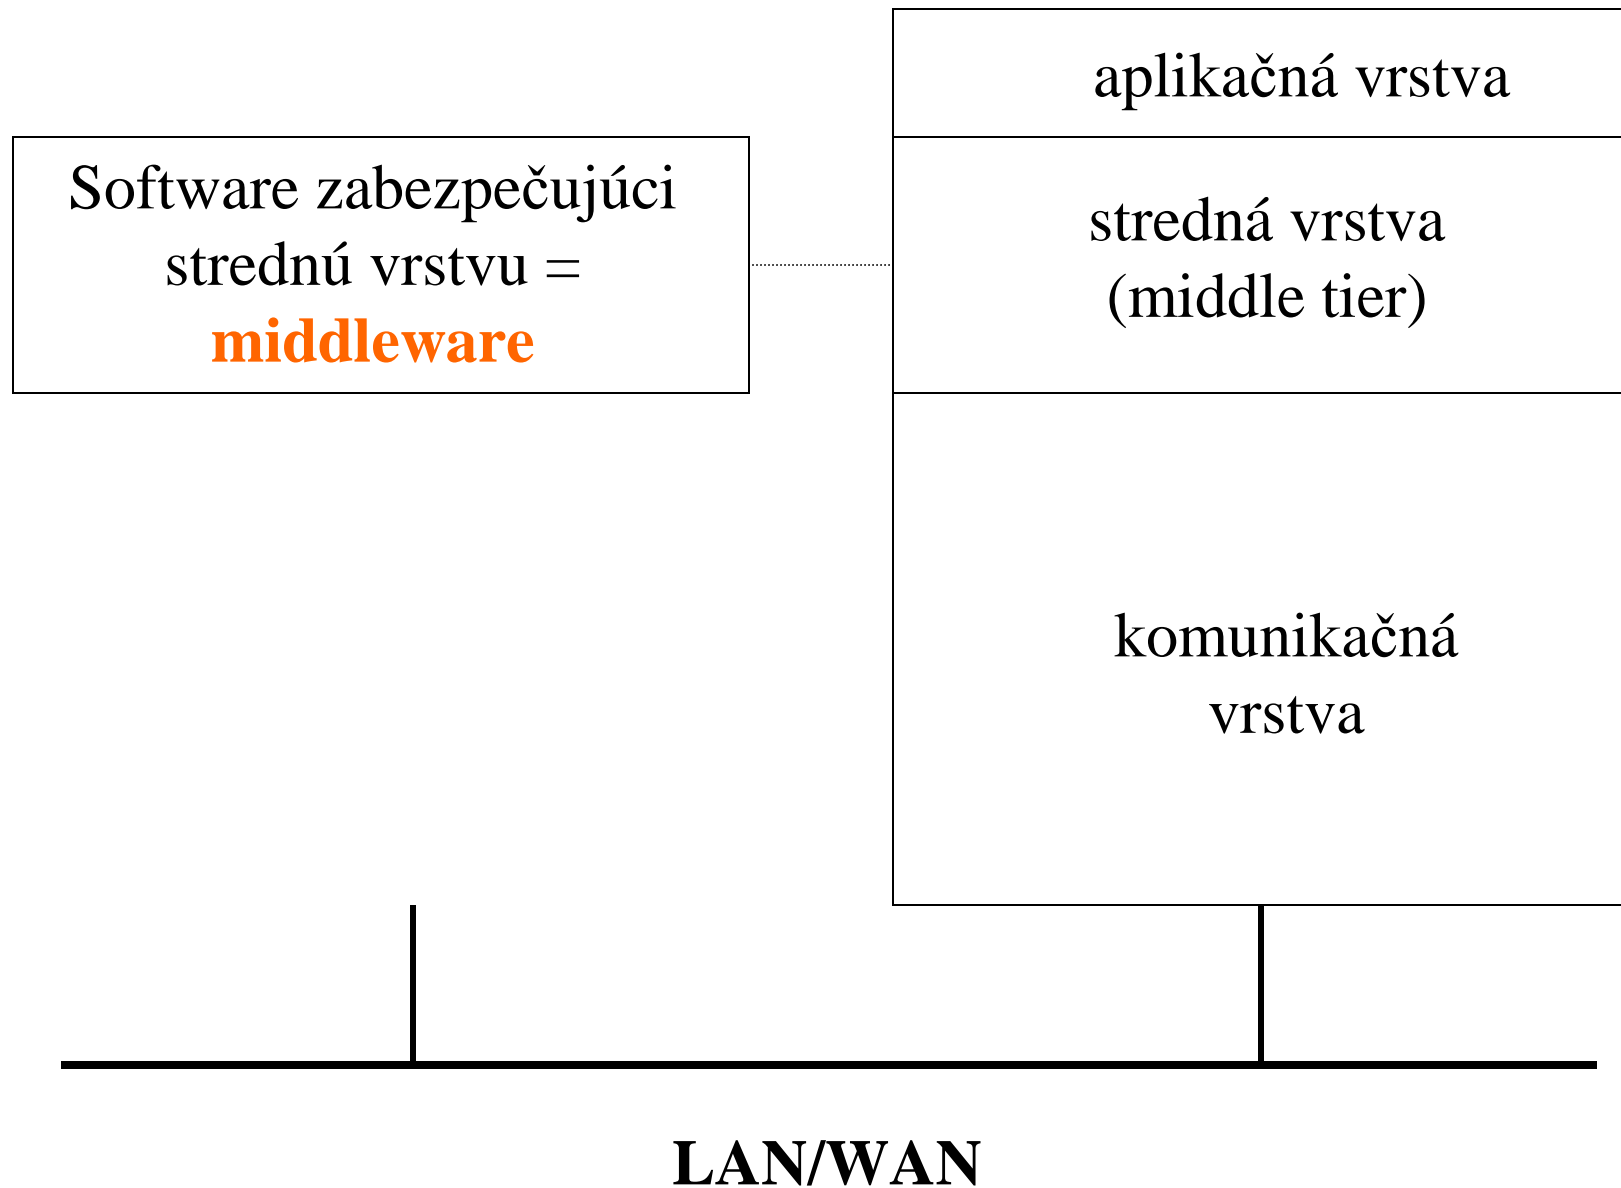 aplikačná vrstva
Software zabezpečujúci
strednú vrstvu =
middleware
stredná vrstva
(middle tier)
komunikačná
vrstva
LAN/WAN